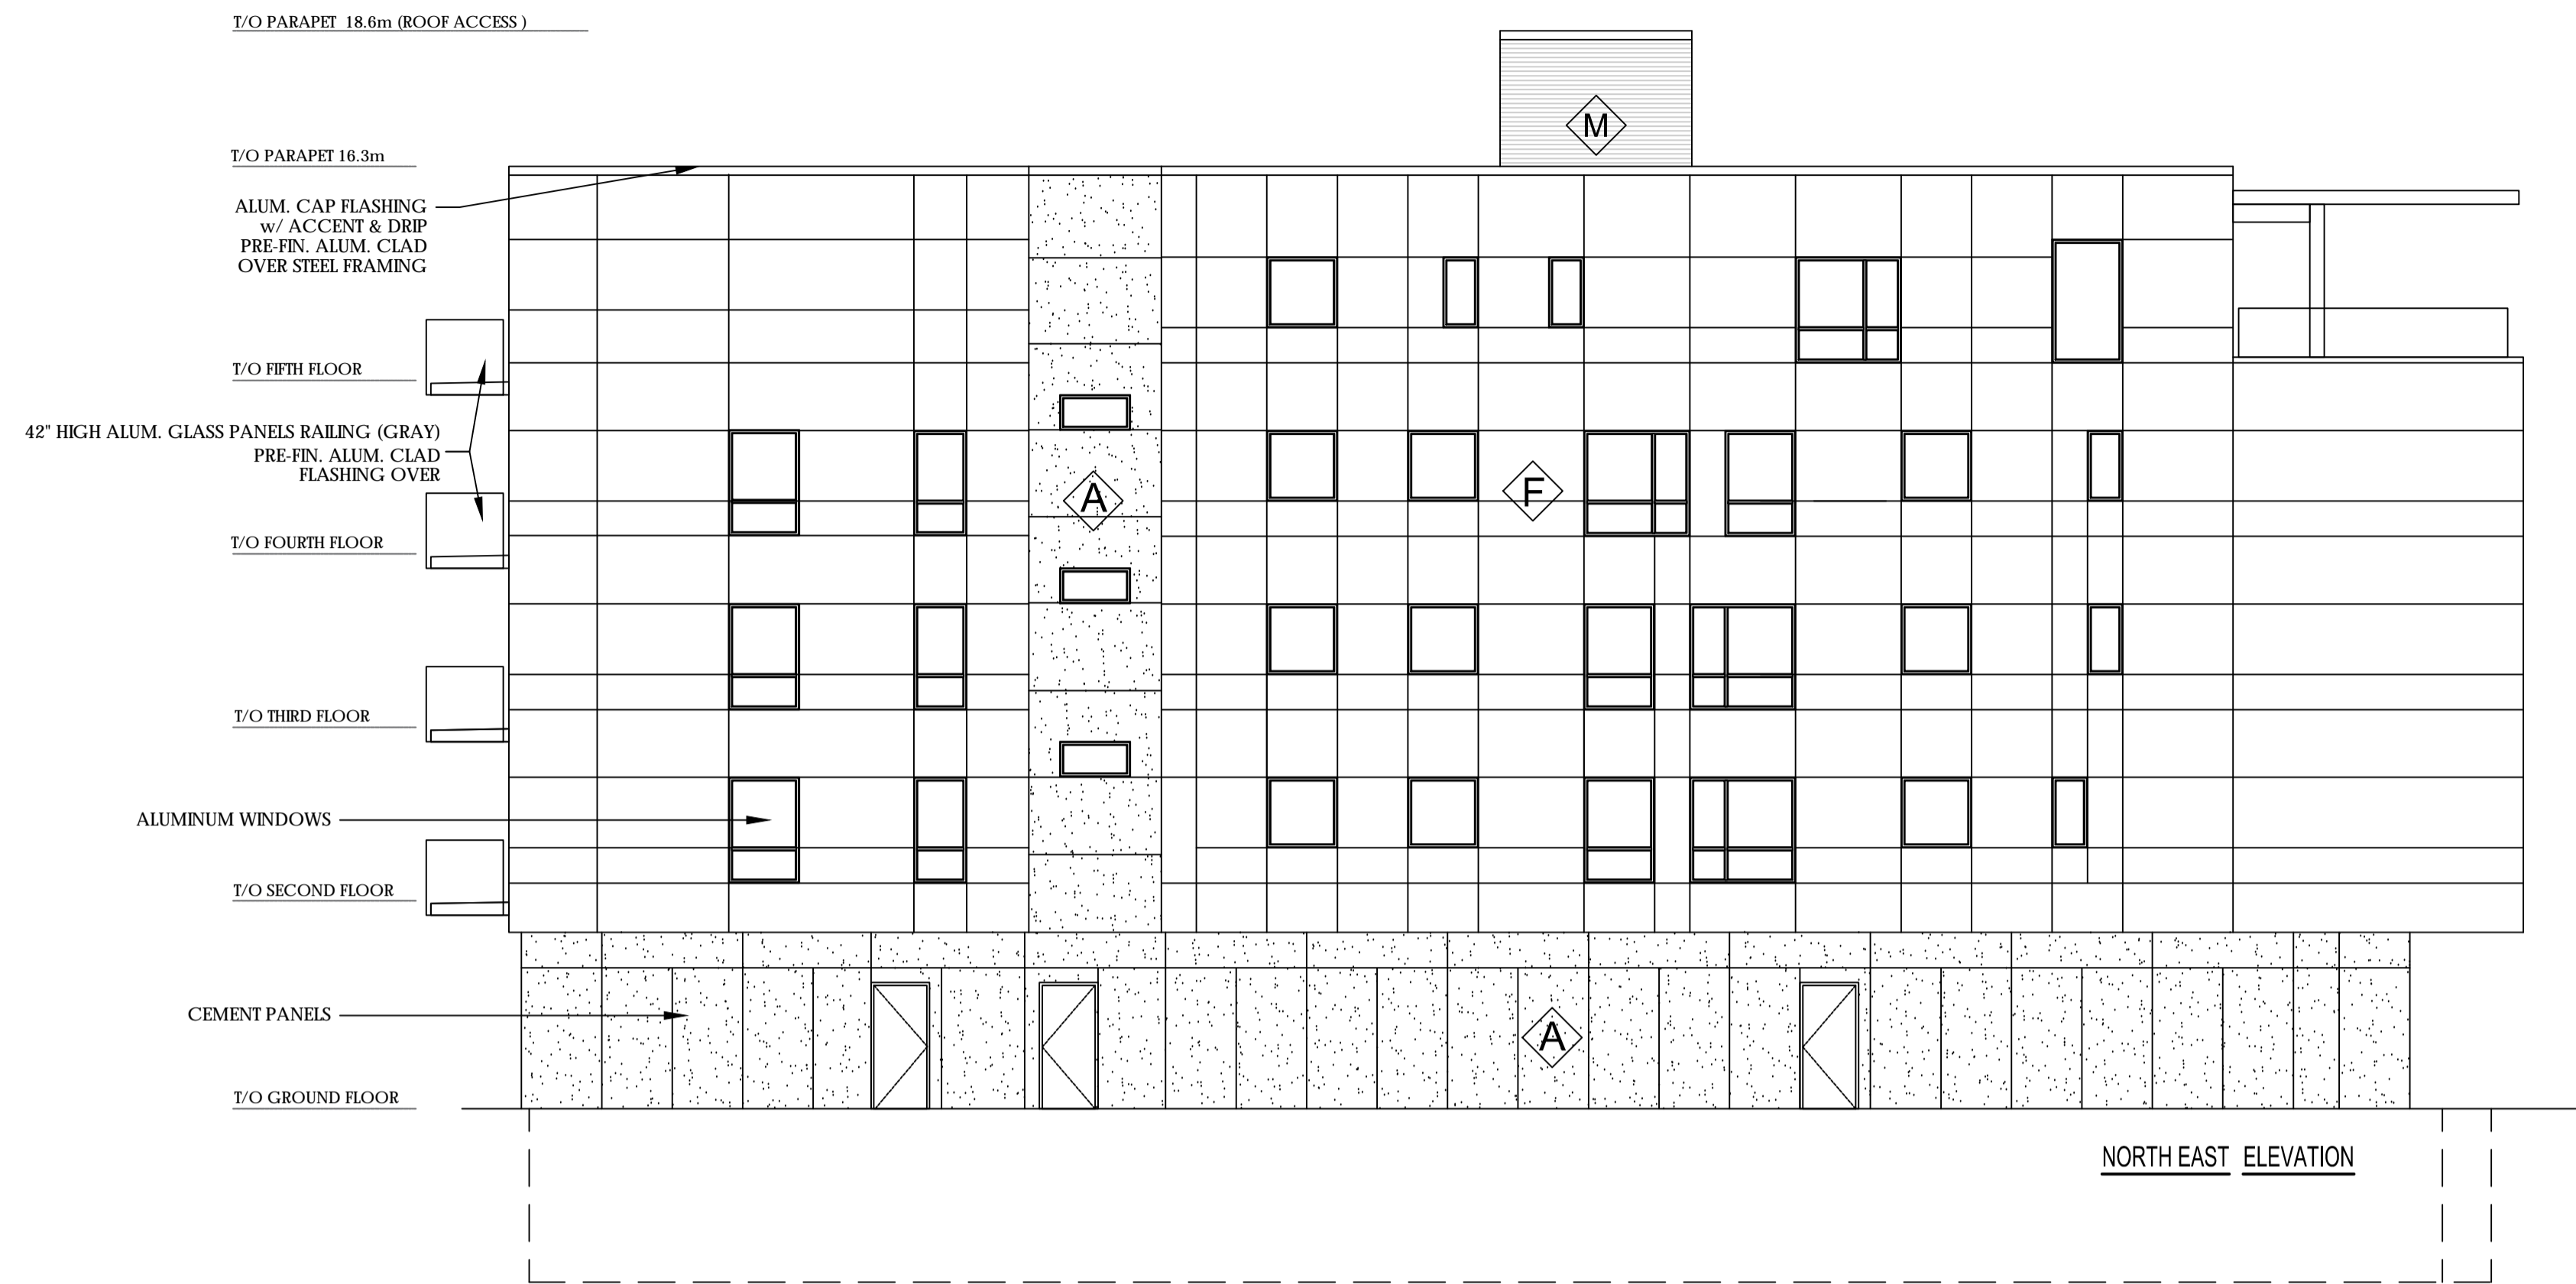 T/O PARAPET 18.6m (ROOF ACCESS )
M
T/O PARAPET 16.3m
ALUM. CAP FLASHING
w/ ACCENT & DRIP
PRE-FIN. ALUM. CLAD
OVER STEEL FRAMING
T/O FIFTH FLOOR
42" HIGH ALUM. GLASS PANELS RAILING (GRAY)
PRE-FIN. ALUM. CLAD
FLASHING OVER
A
F
T/O FOURTH FLOOR
T/O THIRD FLOOR
ALUMINUM WINDOWS
T/O SECOND FLOOR
CEMENT PANELS
A
T/O GROUND FLOOR
NORTH EAST ELEVATION